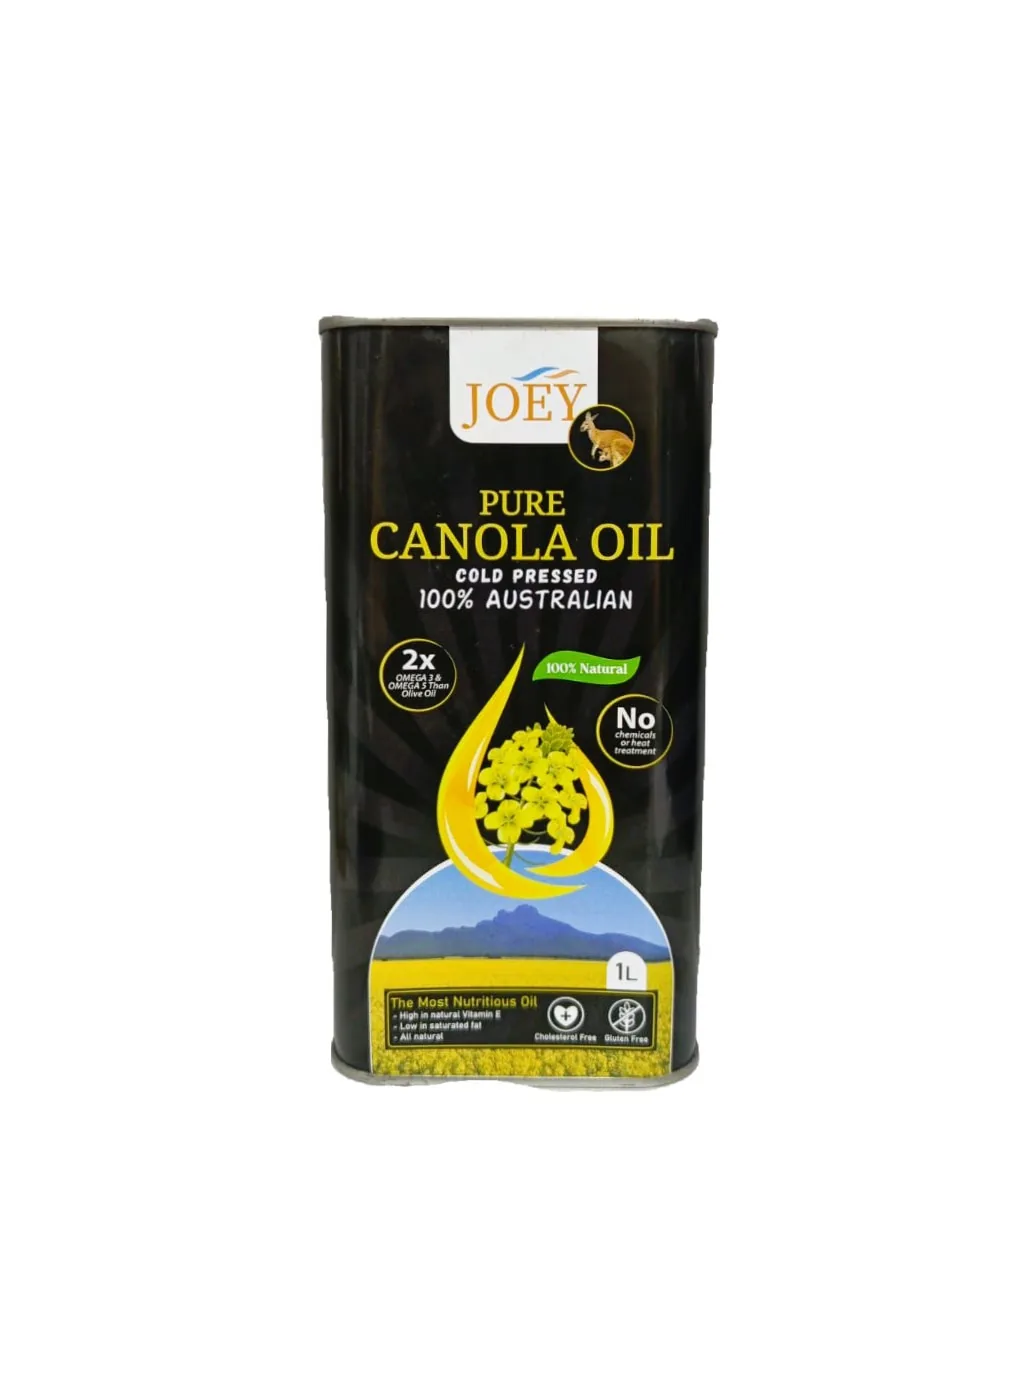 JOEY
PURE
CANOLA OIL
COLD PRESSED
100% AUSTRALIAN
2x
OMEGA 3 &
OMEGA 5 Than
Olive Oil
100% Natural
No
chemicals
or heat
treatment
1L
The Most Nutritious Oil
- High in natural Vitamin E
- Low in saturated fat
- All natural
Cholesterol Free
Gluten Free